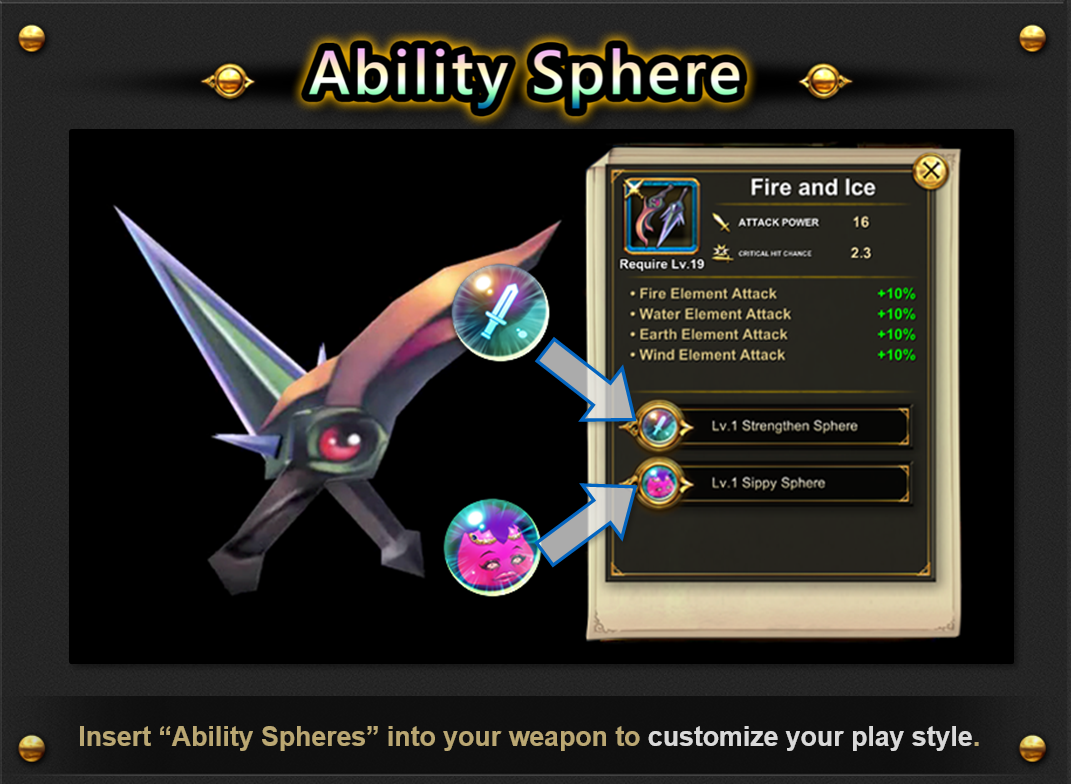 Ability Sphere
Fire and Ice
ATTACK POWER 16
CRITICAL HIT CHANCE 2.3
Require Lv.19
• Fire Element Attack +10%
• Water Element Attack +10%
• Earth Element Attack +10%
• Wind Element Attack +10%
Lv.1 Strengthen Sphere
Lv.1 Sippy Sphere
Insert “Ability Spheres” into your weapon to customize your play style.